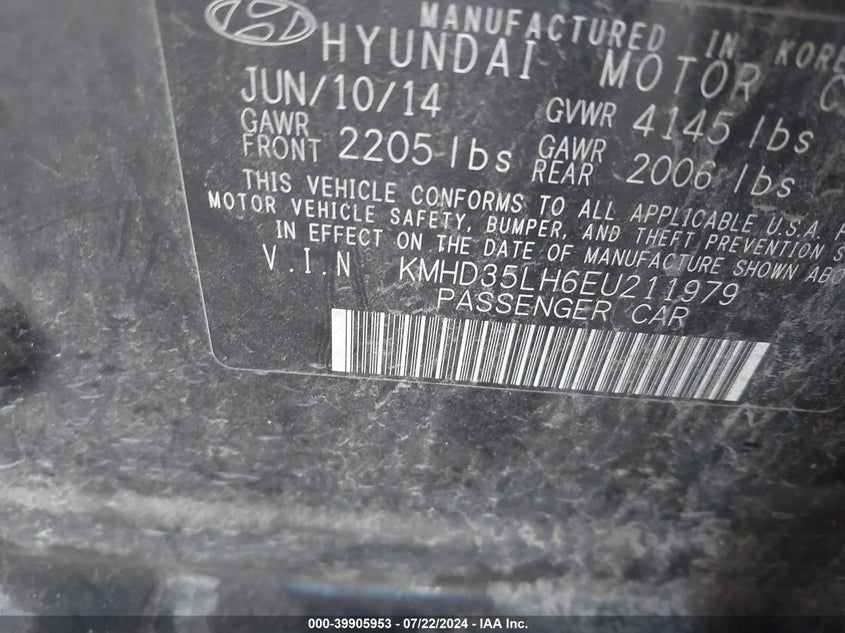 MANUFACTURED IN KORE
HYUNDAI MOTOR C
JUN/10/14 GVWR 4145 lbs
GAWR FRONT 2205 lbs GAWR REAR 2006 lbs
THIS VEHICLE CONFORMS TO ALL APPLICABLE U.S.A.
MOTOR VEHICLE SAFETY, BUMPER, AND THEFT PREVENTION S
IN EFFECT ON THE DATE OF MANUFACTURE SHOWN ABO
V.I.N KMHD35LH6EU211979
PASSENGER CAR
000-39905953 - 07/22/2024 - IAA Inc.